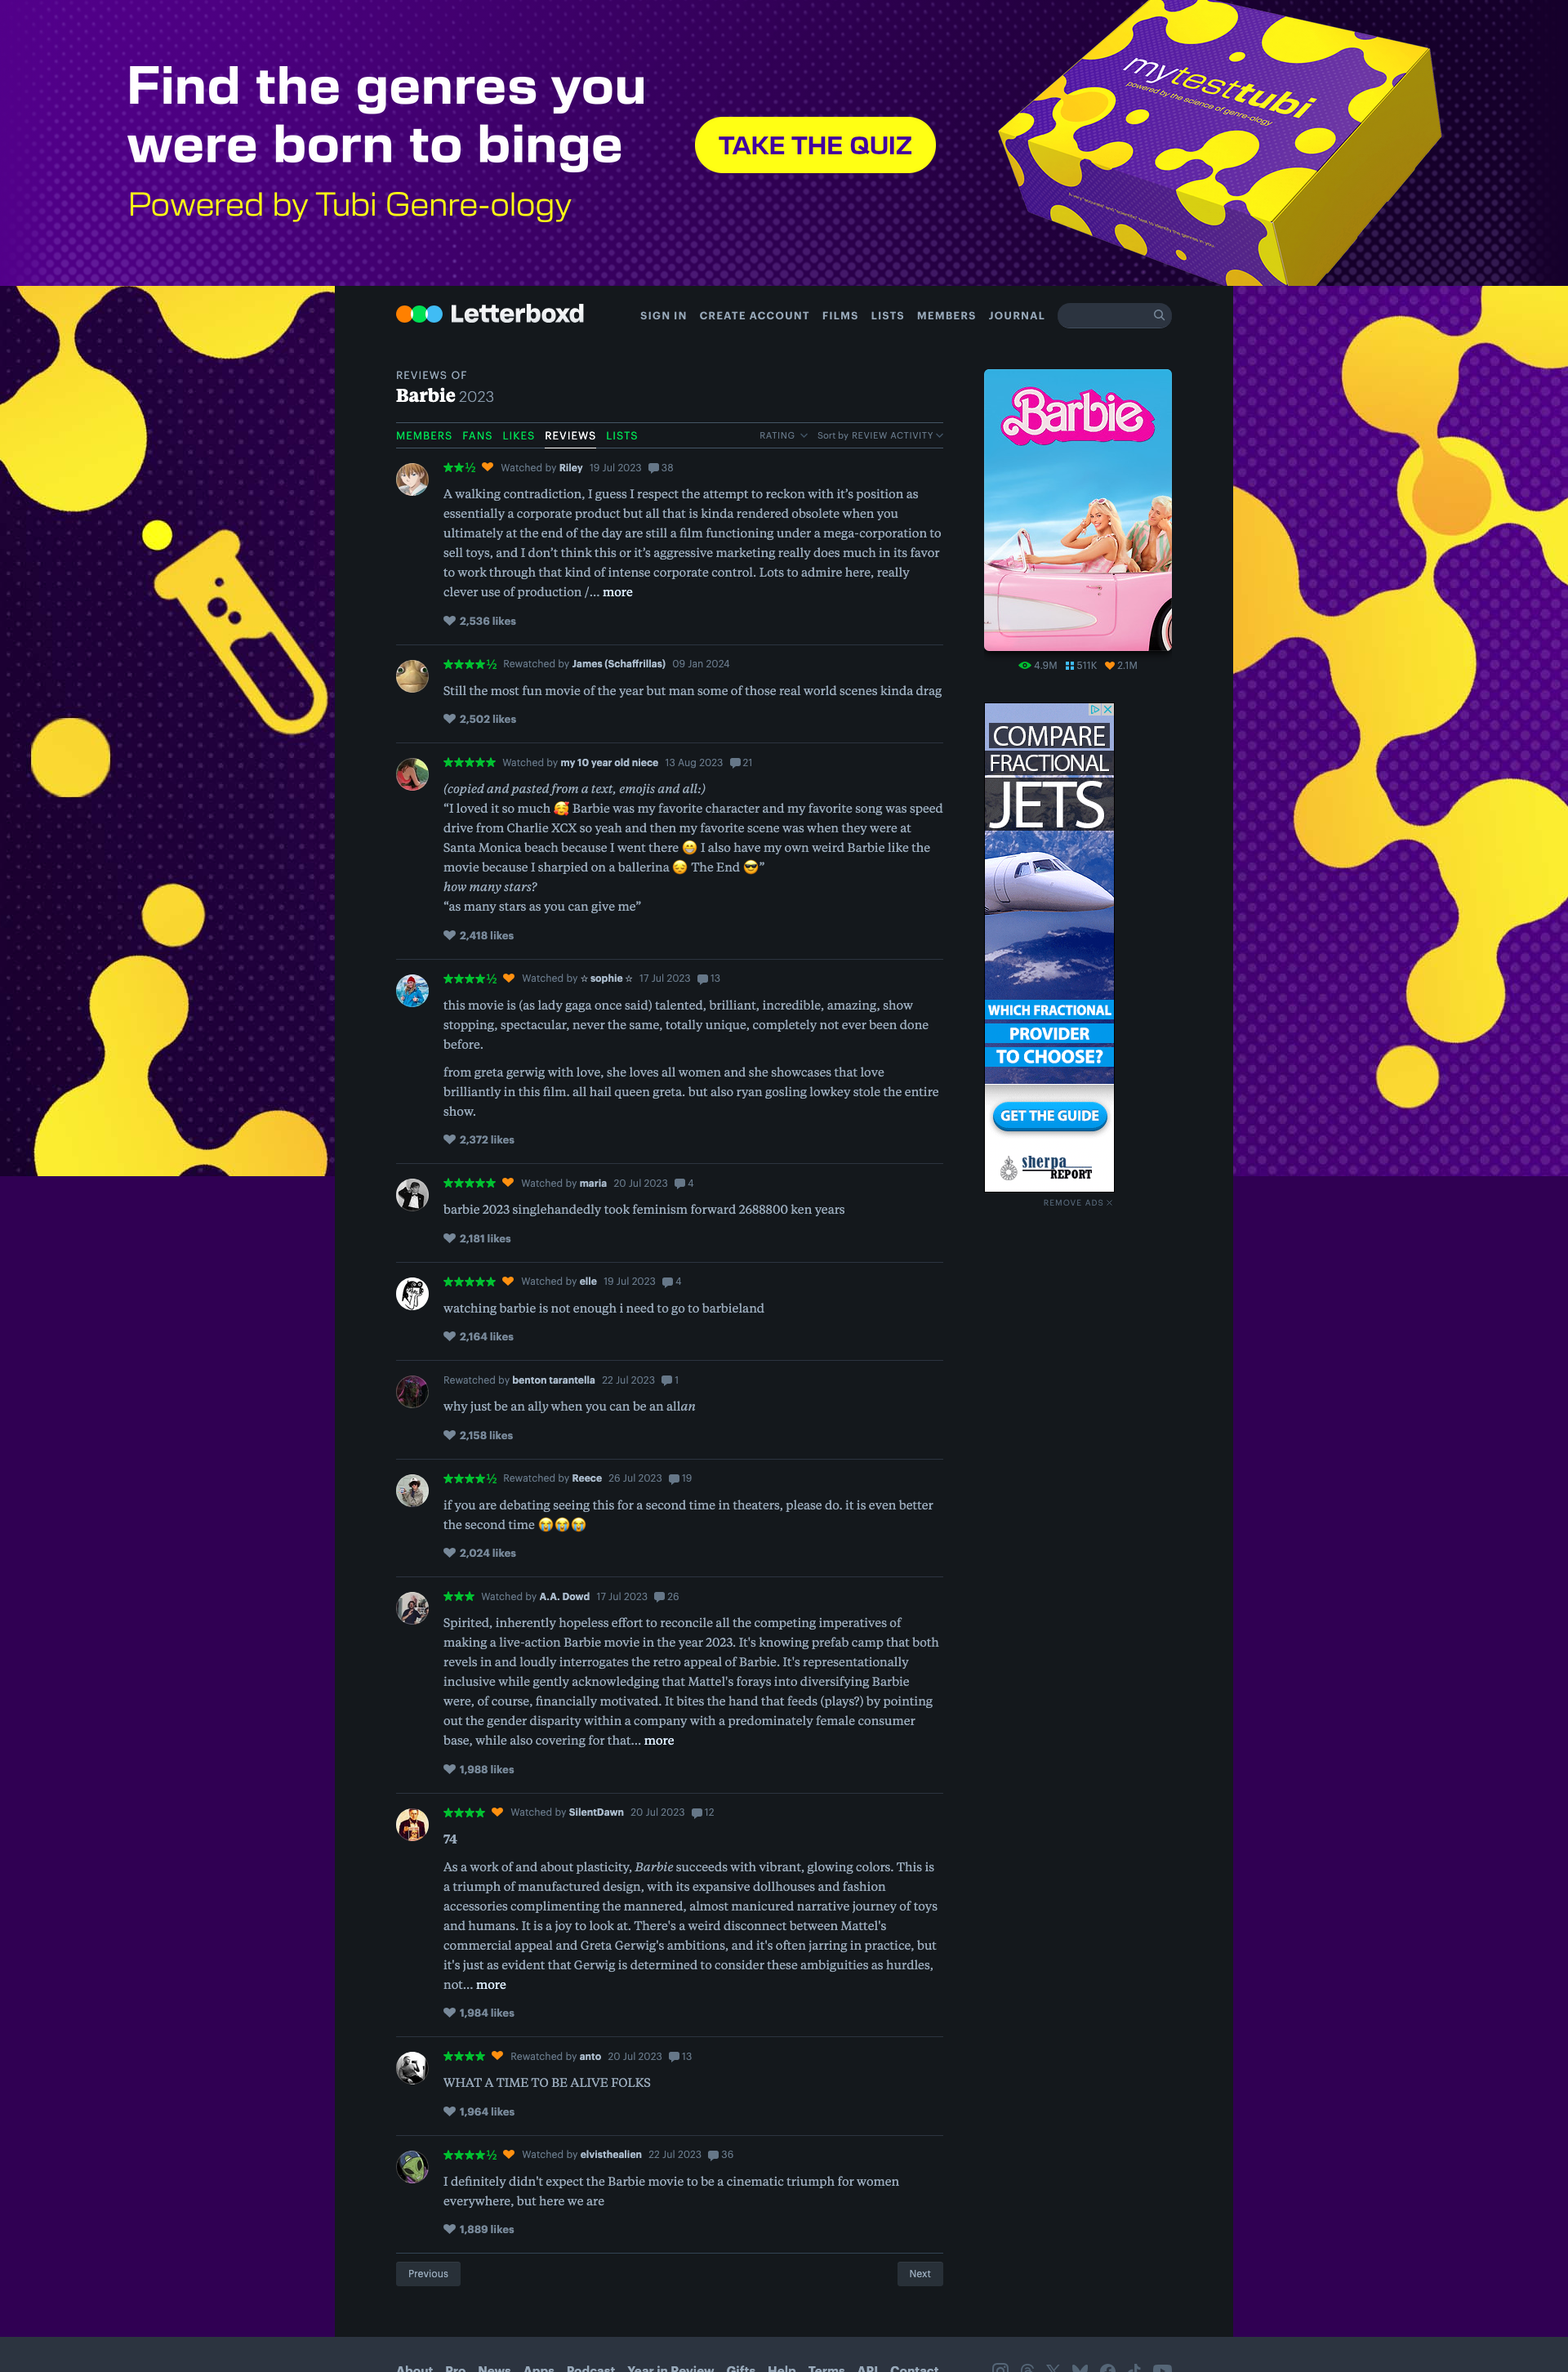 Find the genres you
were born to binge
Powered by Tubi Genre-ology
TAKE THE QUIZ
mytesttubi
powered by the science of genre-ology
Letterboxd
SIGN IN CREATE ACCOUNT FILMS LISTS MEMBERS JOURNAL
REVIEWS OF
Barbie 2023
MEMBERS FANS LIKES REVIEWS LISTS RATING Sort by REVIEW ACTIVITY
★★½ Watched by Riley 19 Jul 2023 38
A walking contradiction, I guess I respect the attempt to reckon with it’s position as
essentially a corporate product but all that is kinda rendered obsolete when you
ultimately at the end of the day are still a film functioning under a mega-corporation to
sell toys, and I don’t think this or it’s aggressive marketing really does much in its favor
to work through that kind of intense corporate control. Lots to admire here, really
clever use of production /… more
2,536 likes
★★★★½ Rewatched by James (Schaffrillas) 09 Jan 2024
Still the most fun movie of the year but man some of those real world scenes kinda drag
2,502 likes
★★★★★ Watched by my 10 year old niece 13 Aug 2023 21
(copied and pasted from a text, emojis and all:)
“I loved it so much 🥰 Barbie was my favorite character and my favorite song was speed
drive from Charlie XCX so yeah and then my favorite scene was when they were at
Santa Monica beach because I went there 😁 I also have my own weird Barbie like the
movie because I sharpied on a ballerina 😔 The End 😎”
how many stars?
“as many stars as you can give me”
2,418 likes
★★★★½ Watched by ☆ sophie ☆ 17 Jul 2023 13
this movie is (as lady gaga once said) talented, brilliant, incredible, amazing, show
stopping, spectacular, never the same, totally unique, completely not ever been done
before.
from greta gerwig with love, she loves all women and she showcases that love
brilliantly in this film. all hail queen greta. but also ryan gosling lowkey stole the entire
show.
2,372 likes
★★★★★ Watched by maria 20 Jul 2023 4
barbie 2023 singlehandedly took feminism forward 2688800 ken years
2,181 likes
★★★★★ Watched by elle 19 Jul 2023 4
watching barbie is not enough i need to go to barbieland
2,164 likes
Rewatched by benton tarantella 22 Jul 2023 1
why just be an ally when you can be an allan
2,158 likes
★★★★½ Rewatched by Reece 26 Jul 2023 19
if you are debating seeing this for a second time in theaters, please do. it is even better
the second time 😭😭😭
2,024 likes
★★★ Watched by A.A. Dowd 17 Jul 2023 26
Spirited, inherently hopeless effort to reconcile all the competing imperatives of
making a live-action Barbie movie in the year 2023. It's knowing prefab camp that both
revels in and loudly interrogates the retro appeal of Barbie. It's representationally
inclusive while gently acknowledging that Mattel's forays into diversifying Barbie
were, of course, financially motivated. It bites the hand that feeds (plays?) by pointing
out the gender disparity within a company with a predominately female consumer
base, while also covering for that… more
1,988 likes
★★★★ Watched by SilentDawn 20 Jul 2023 12
74
As a work of and about plasticity, Barbie succeeds with vibrant, glowing colors. This is
a triumph of manufactured design, with its expansive dollhouses and fashion
accessories complimenting the mannered, almost manicured narrative journey of toys
and humans. It is a joy to look at. There's a weird disconnect between Mattel's
commercial appeal and Greta Gerwig's ambitions, and it's often jarring in practice, but
it's just as evident that Gerwig is determined to consider these ambiguities as hurdles,
not… more
1,984 likes
★★★★ Rewatched by anto 20 Jul 2023 13
WHAT A TIME TO BE ALIVE FOLKS
1,964 likes
★★★★½ Watched by elvisthealien 22 Jul 2023 36
I definitely didn't expect the Barbie movie to be a cinematic triumph for women
everywhere, but here we are
1,889 likes
Previous Next
Barbie
4.9M 511K 2.1M
COMPARE
FRACTIONAL
JETS
WHICH FRACTIONAL
PROVIDER
TO CHOOSE?
GET THE GUIDE
sherpa
REPORT
REMOVE ADS
About Pro News Apps Podcast Year in Review Gifts Help Terms API Contact